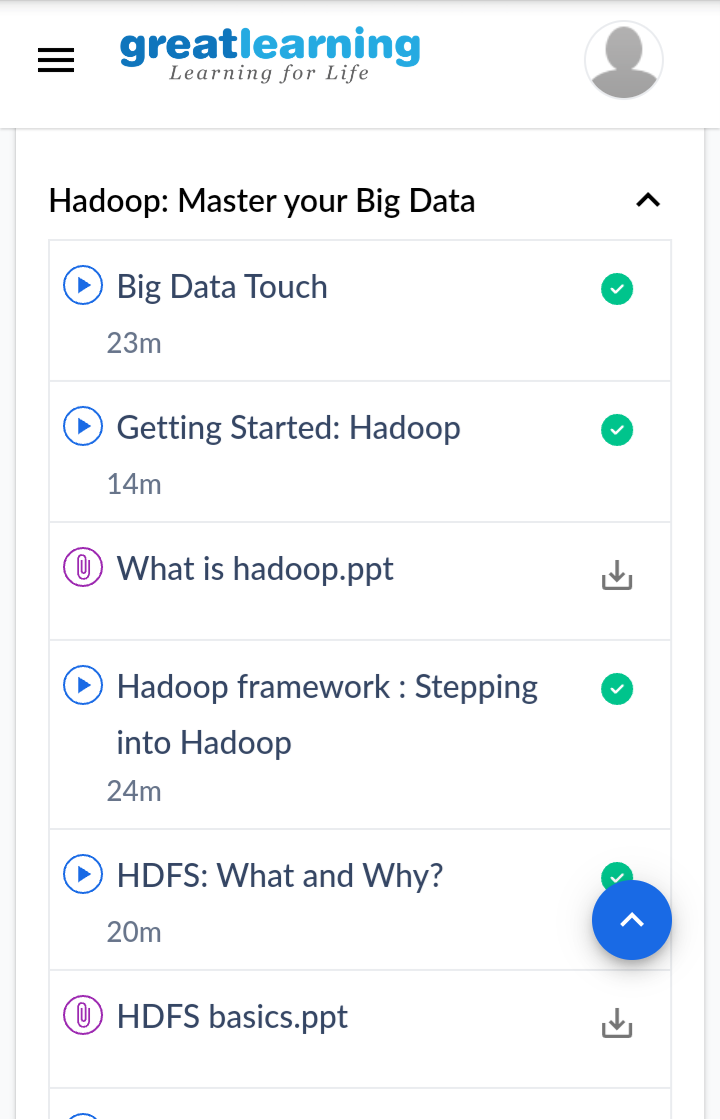 greatlearning
Learning for Life
Hadoop: Master your Big Data
Big Data Touch
23m
Getting Started: Hadoop
14m
What is hadoop.ppt
Hadoop framework : Stepping
into Hadoop
24m
HDFS: What and Why?
20m
HDFS basics.ppt